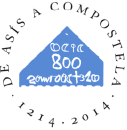 · DE ASÍS A COMPOSTELA ·
800
1214 · 2014